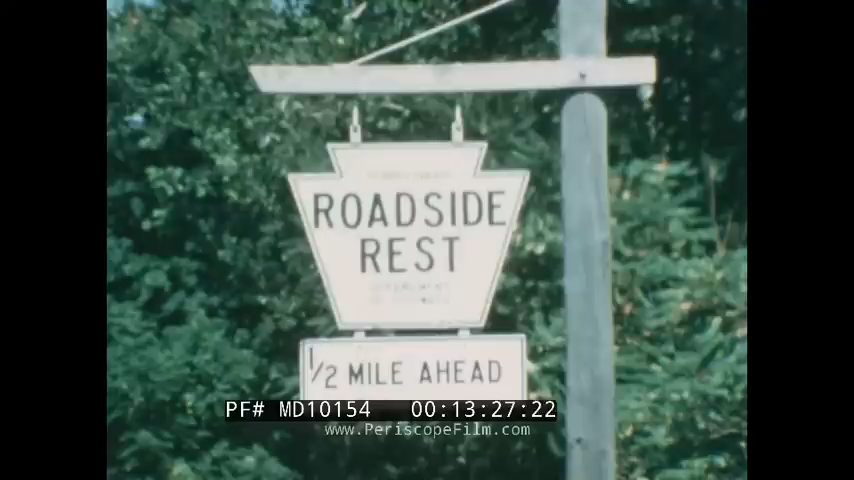 ROADSIDE
REST
1/2 MILE AHEAD
PF# MD10154 00:13:27:22
www.PeriscopeFilm.com